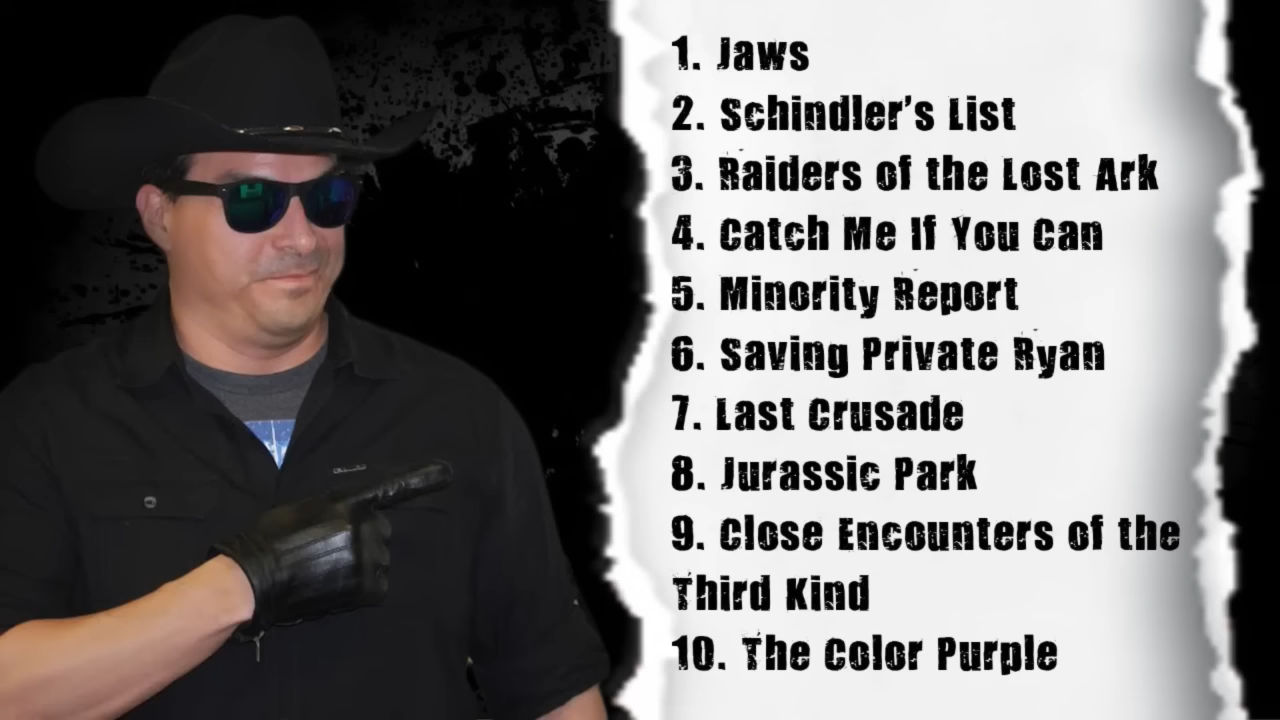 1. Jaws
2. Schindler’s List
3. Raiders of the Lost Ark
4. Catch Me If You Can
5. Minority Report
6. Saving Private Ryan
7. Last Crusade
8. Jurassic Park
9. Close Encounters of the
Third Kind
10. The Color Purple